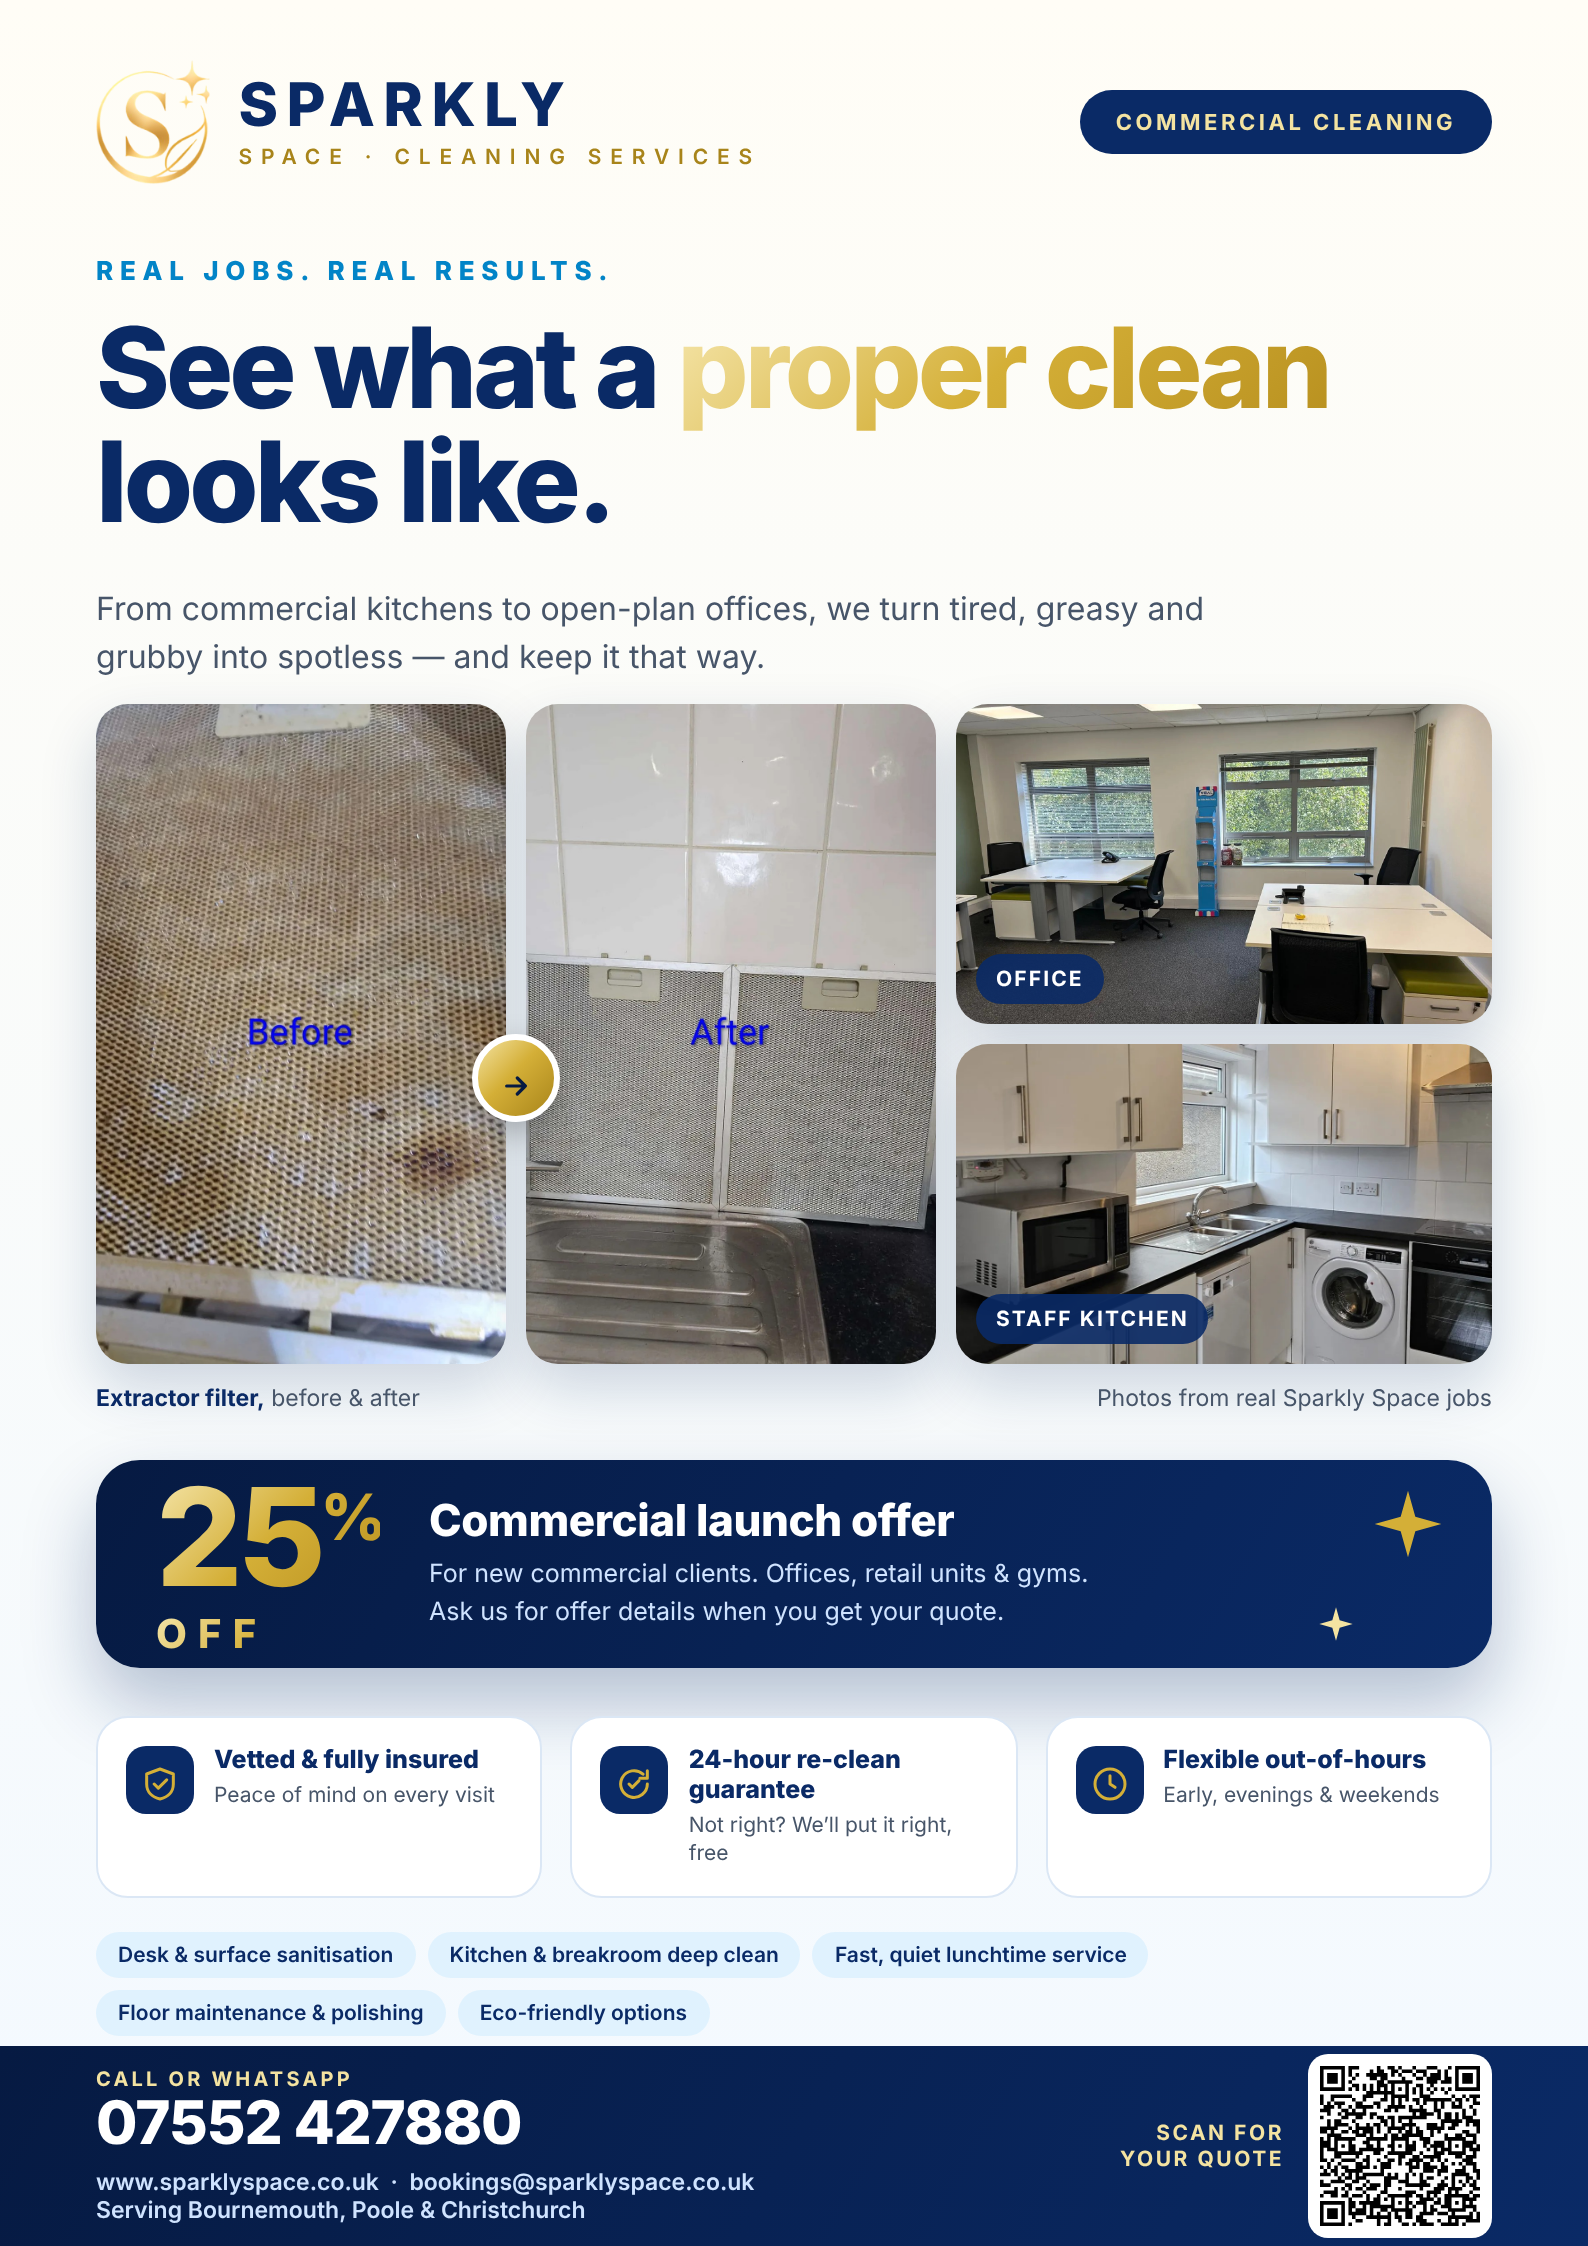 SPARKLY
SPACE · CLEANING SERVICES
COMMERCIAL CLEANING
REAL JOBS. REAL RESULTS.
See what a proper clean
looks like.
From commercial kitchens to open-plan offices, we turn tired, greasy and
grubby into spotless — and keep it that way.
Before
After
OFFICE
STAFF KITCHEN
Extractor filter, before & after
Photos from real Sparkly Space jobs
25%
OFF
Commercial launch offer
For new commercial clients. Offices, retail units & gyms.
Ask us for offer details when you get your quote.
Vetted & fully insured
Peace of mind on every visit
24-hour re-clean
guarantee
Not right? We’ll put it right,
free
Flexible out-of-hours
Early, evenings & weekends
Desk & surface sanitisation
Kitchen & breakroom deep clean
Fast, quiet lunchtime service
Floor maintenance & polishing
Eco-friendly options
CALL OR WHATSAPP
07552 427880
www.sparklyspace.co.uk · bookings@sparklyspace.co.uk
Serving Bournemouth, Poole & Christchurch
SCAN FOR
YOUR QUOTE